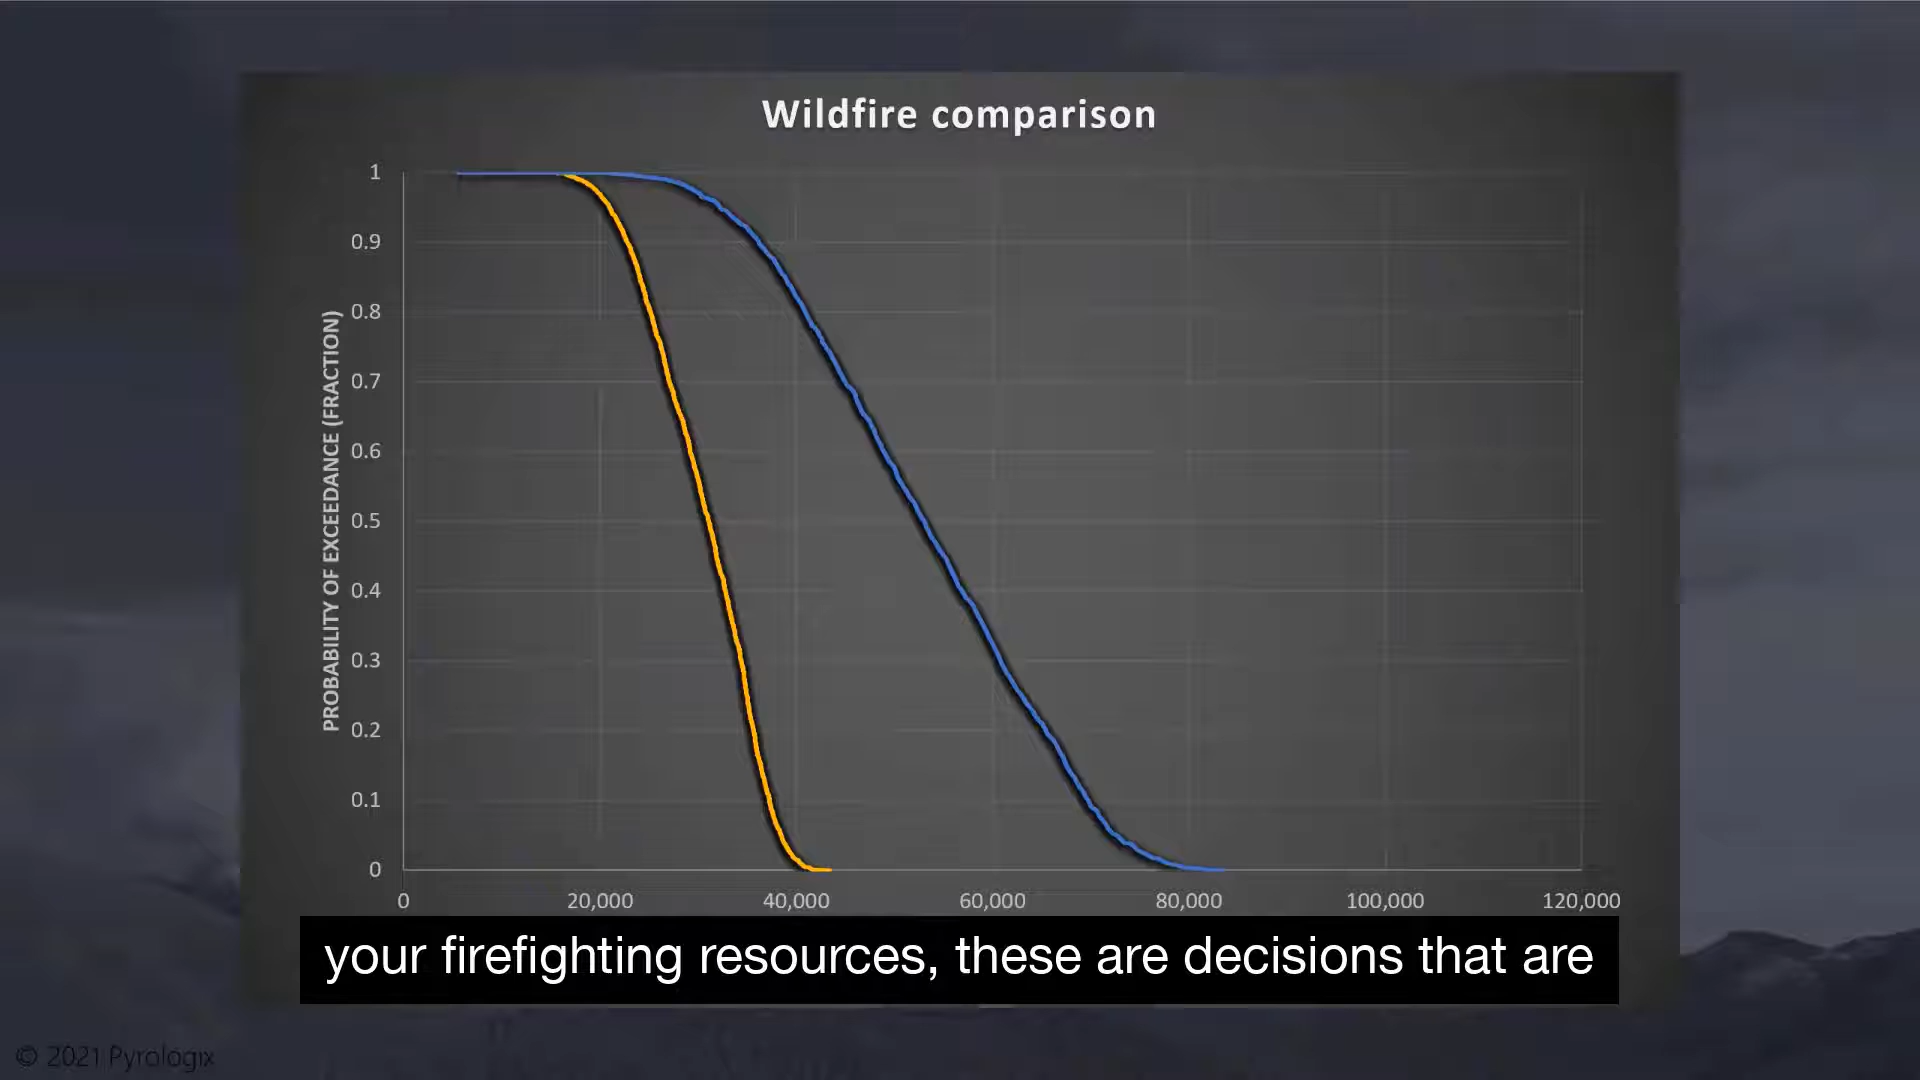 Wildfire comparison
PROBABILITY OF EXCEEDANCE (FRACTION)
1
0.9
0.8
0.7
0.6
0.5
0.4
0.3
0.2
0.1
0
0 20,000 40,000 60,000 80,000 100,000 120,000
your firefighting resources, these are decisions that are
© 2021 Pyrologix